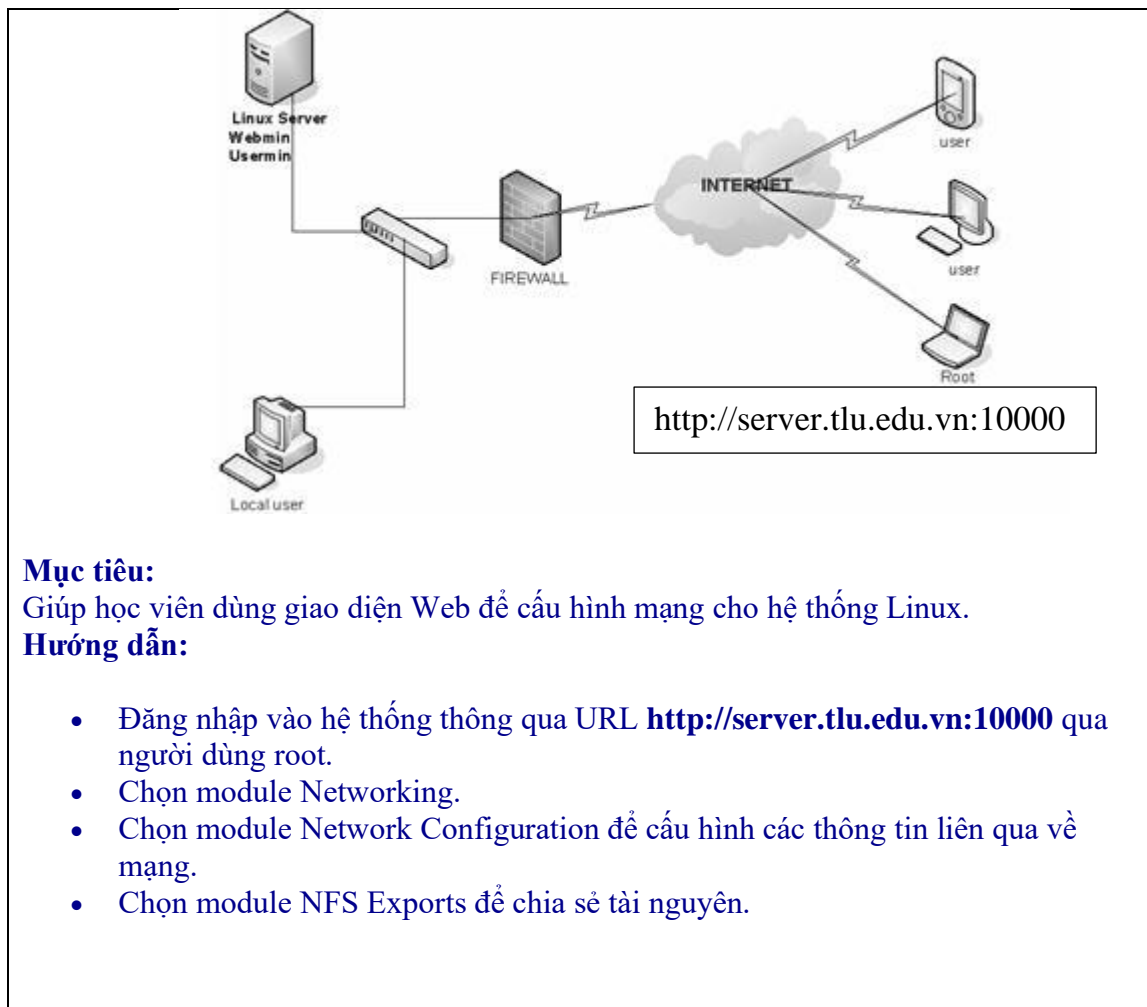 Linux Server
Webmin
Usermin
user
INTERNET
FIREWALL
user
Root
http://server.tlu.edu.vn:10000
Local user
Mục tiêu:
Giúp học viên dùng giao diện Web để cấu hình mạng cho hệ thống Linux.
Hướng dẫn:
• Đăng nhập vào hệ thống thông qua URL http://server.tlu.edu.vn:10000 qua
người dùng root.
• Chọn module Networking.
• Chọn module Network Configuration để cấu hình các thông tin liên qua về
mạng.
• Chọn module NFS Exports để chia sẻ tài nguyên.